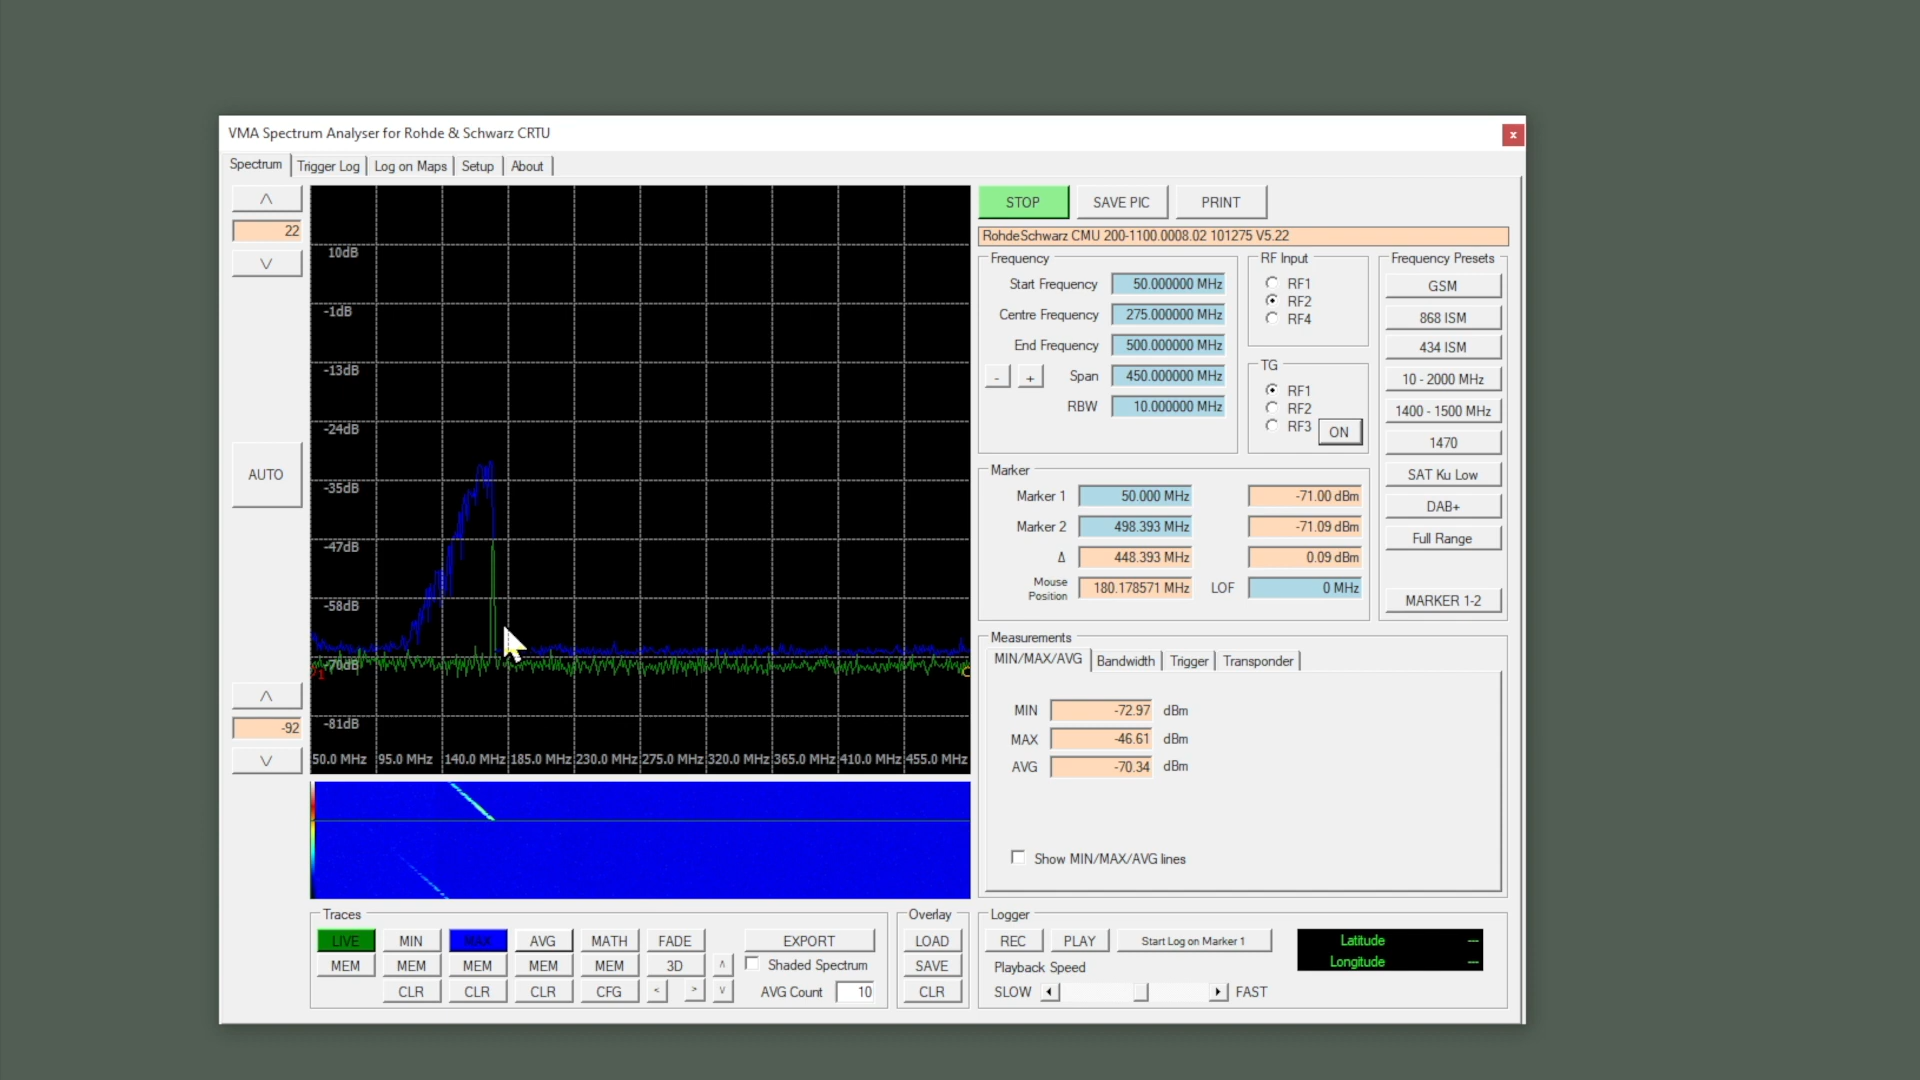 VMA Spectrum Analyser for Rohde & Schwarz CRTU
x
Spectrum Trigger Log Log on Maps Setup About
22
AUTO
-92
10dB
-1dB
-13dB
-24dB
-35dB
-47dB
-58dB
-70dB
1
-81dB
50.0 MHz 95.0 MHz 140.0 MHz 185.0 MHz 230.0 MHz 275.0 MHz 320.0 MHz 365.0 MHz 410.0 MHz 455.0 MHz
STOP SAVE PIC PRINT
RohdeSchwarz CMU 200-1100.0008.02 101275 V5.22
Frequency
Start Frequency 50.000000 MHz
Centre Frequency 275.000000 MHz
End Frequency 500.000000 MHz
- + Span 450.000000 MHz
RBW 10.000000 MHz
RF Input
RF1
RF2
RF4
TG
RF1
RF2
RF3 ON
Frequency Presets
GSM
868 ISM
434 ISM
10 - 2000 MHz
1400 - 1500 MHz
1470
SAT Ku Low
DAB+
Full Range
MARKER 1-2
Marker
Marker 1 50.000 MHz -71.00 dBm
Marker 2 498.393 MHz -71.09 dBm
Δ 448.393 MHz 0.09 dBm
Mouse
Position 180.178571 MHz LOF 0 MHz
Measurements
MIN/MAX/AVG Bandwidth Trigger Transponder
MIN -72.97 dBm
MAX -46.61 dBm
AVG -70.34 dBm
Show MIN/MAX/AVG lines
Traces
LIVE MIN MAX AVG MATH FADE EXPORT
MEM MEM MEM MEM MEM 3D ^ Shaded Spectrum
CLR CLR CLR CFG < > v AVG Count 10
Overlay
LOAD
SAVE
CLR
Logger
REC PLAY Start Log on Marker 1
Playback Speed
SLOW FAST
Latitude ---
Longitude ---